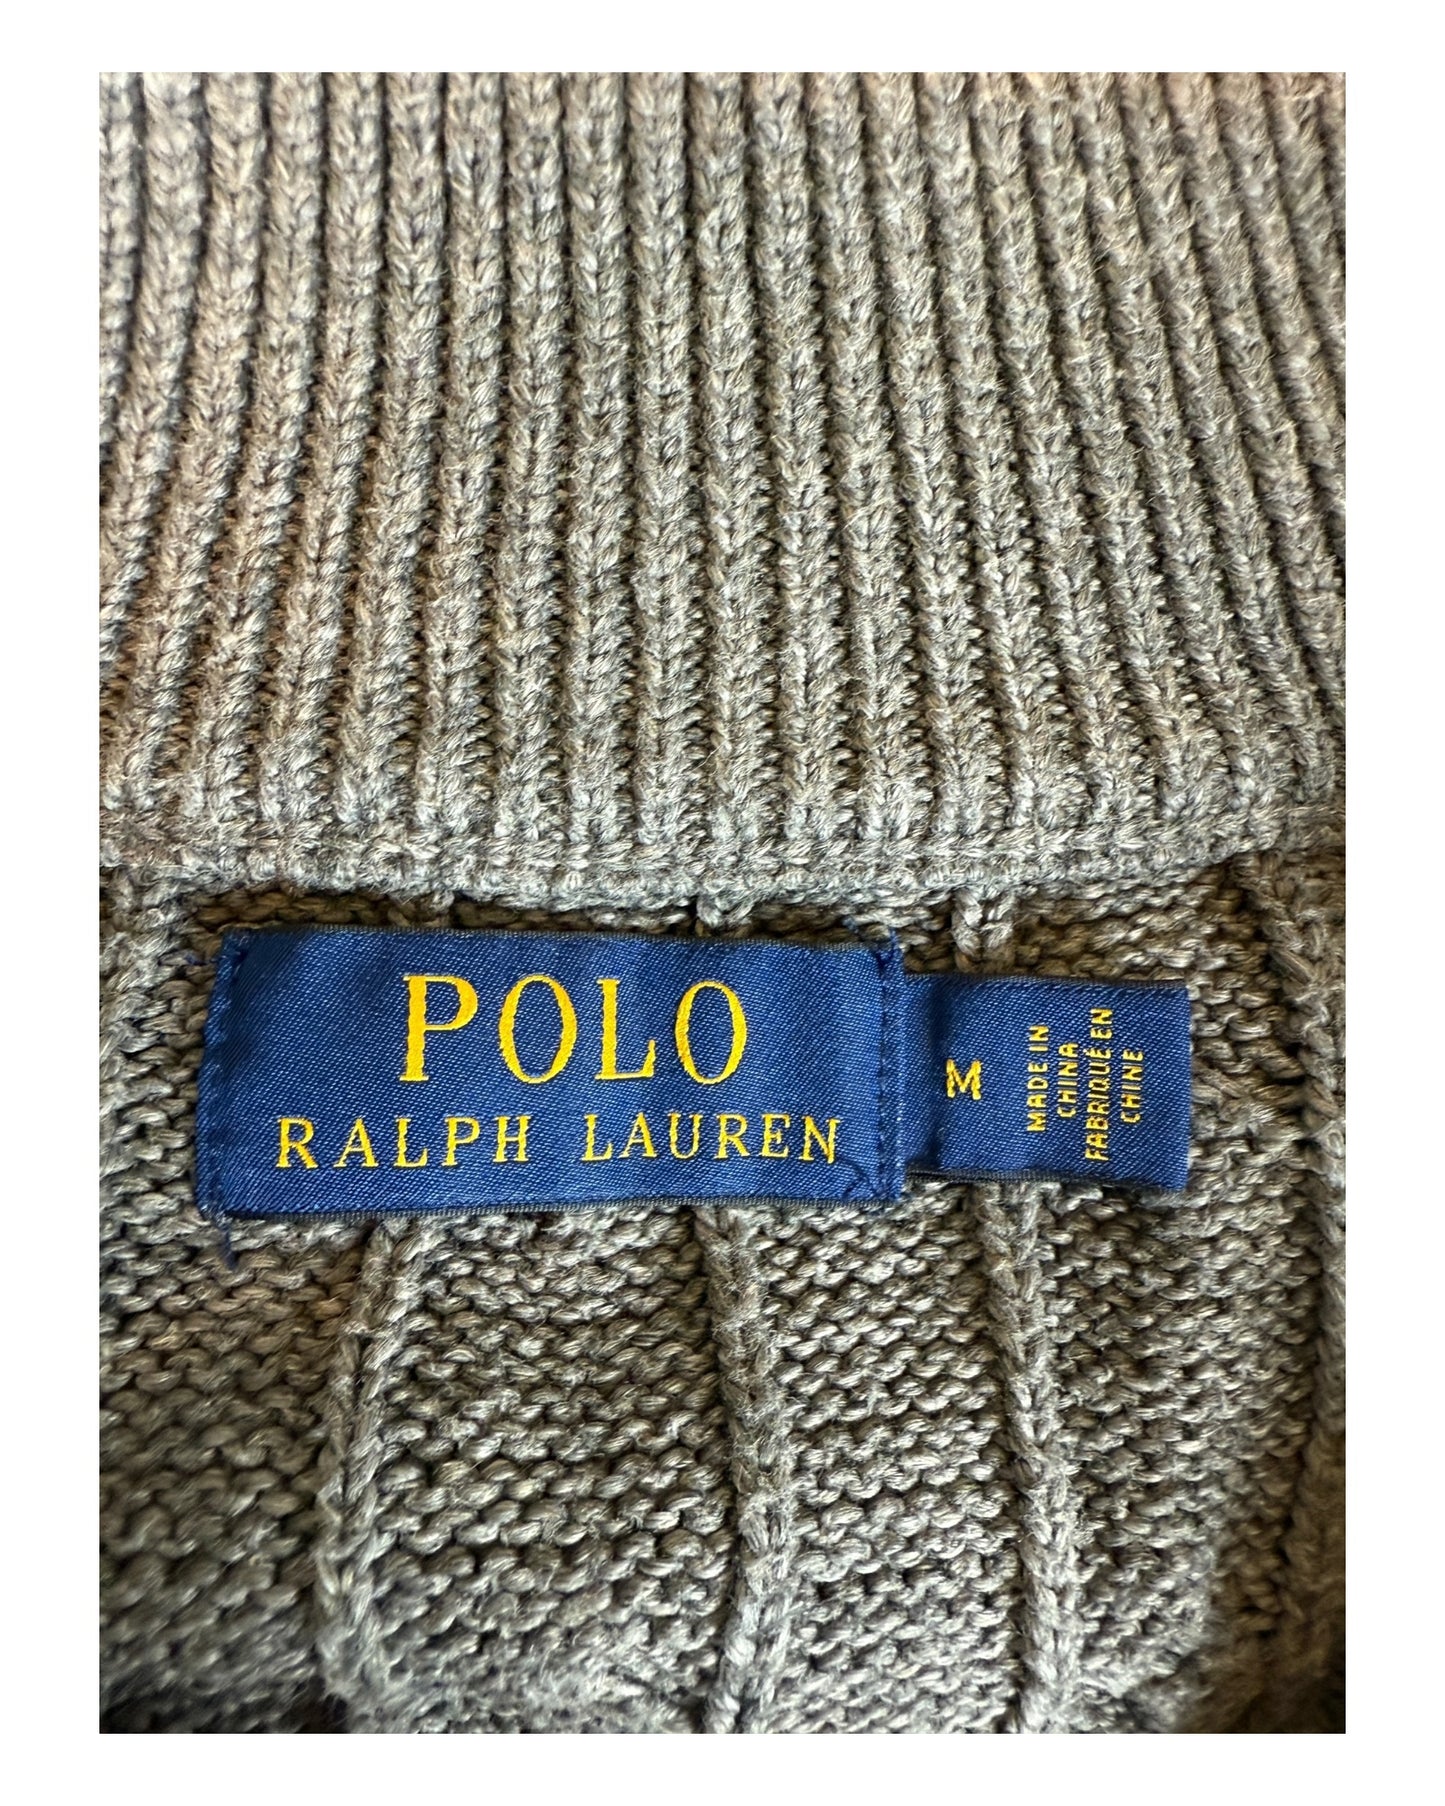 POLO
RALPH LAUREN
M
MADE IN
CHINA
FABRIQUÉ EN
CHINE